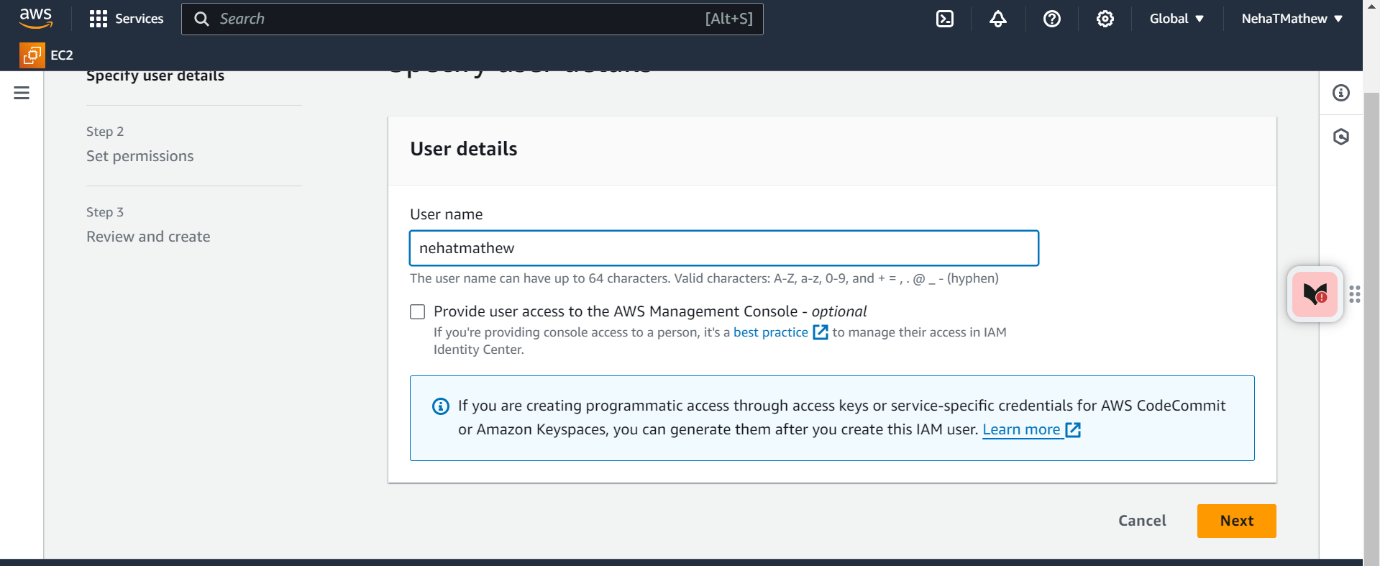 aws
Services
Search
[Alt+S]
Global
NehaTMathew
EC2
Specify user details
Specify user details
Step 2
Set permissions
Step 3
Review and create
User details
User name
nehatmathew
The user name can have up to 64 characters. Valid characters: A-Z, a-z, 0-9, and + = , . @ _ - (hyphen)
Provide user access to the AWS Management Console - optional
If you're providing console access to a person, it's a best practice to manage their access in IAM
Identity Center.
If you are creating programmatic access through access keys or service-specific credentials for AWS CodeCommit
or Amazon Keyspaces, you can generate them after you create this IAM user. Learn more
Cancel
Next